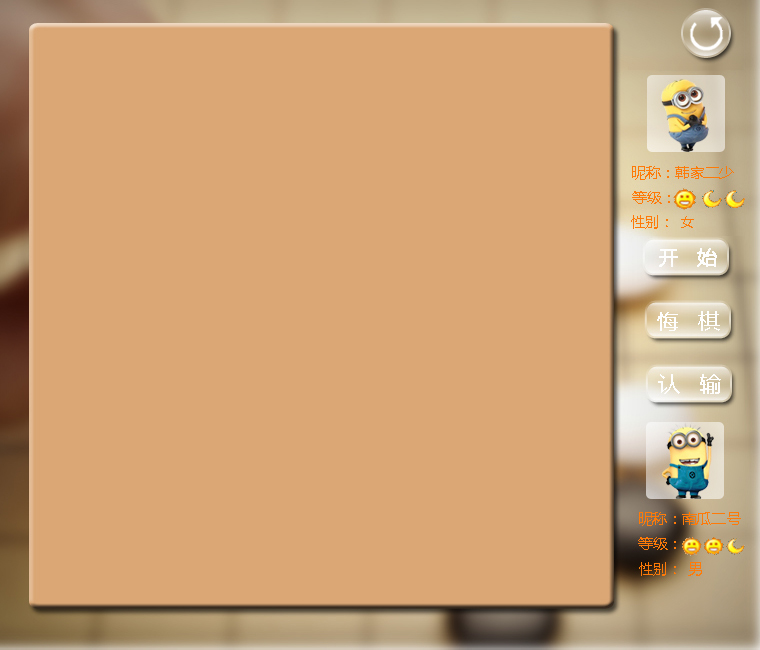 昵称：韩家二少
等级：
性别： 女
开 始
悔 棋
认 输
昵称：南瓜二号
等级：
性别： 男